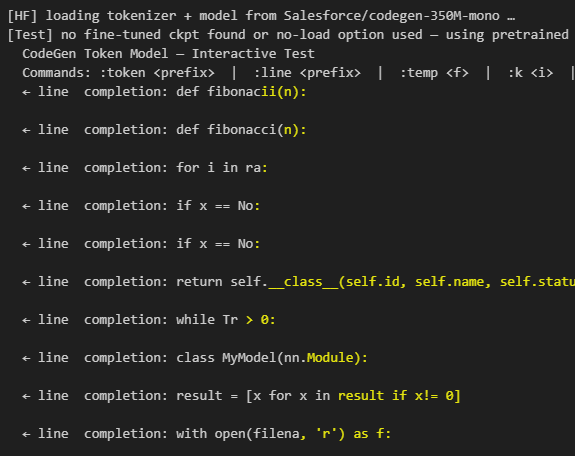 [HF] loading tokenizer + model from Salesforce/codegen-350M-mono …
[Test] no fine-tuned ckpt found or no-load option used — using pretrained
CodeGen Token Model — Interactive Test
Commands: :token <prefix>  |  :line <prefix>  |  :temp <f>  |  :k <i>  |
← line  completion: def fibonacii(n):
← line  completion: def fibonacci(n):
← line  completion: for i in ra:
← line  completion: if x == No:
← line  completion: if x == No:
← line  completion: return self.__class__(self.id, self.name, self.statu
← line  completion: while Tr > 0:
← line  completion: class MyModel(nn.Module):
← line  completion: result = [x for x in result if x!= 0]
← line  completion: with open(filena, 'r') as f: